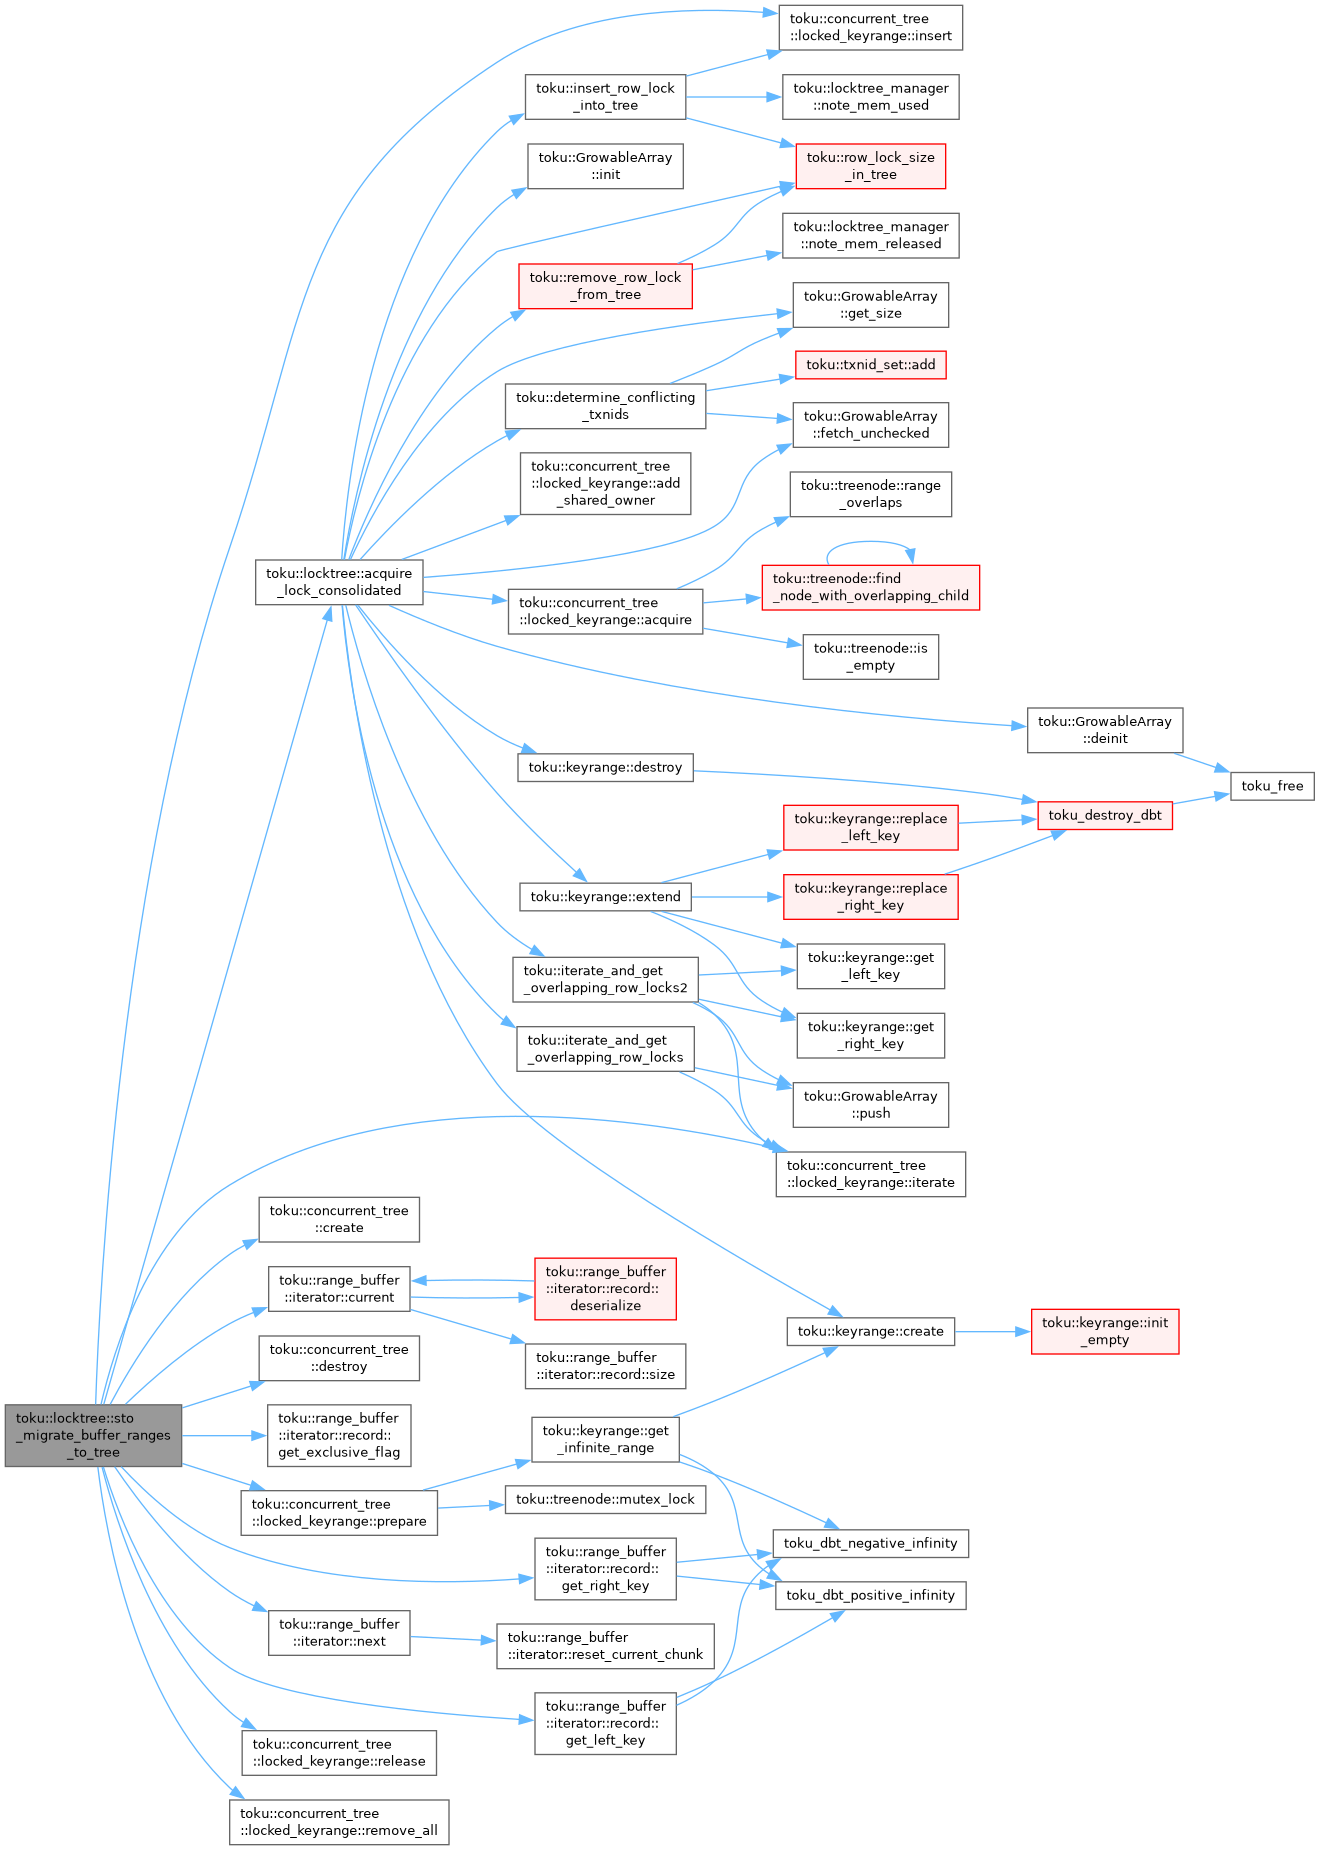 toku::concurrent_tree
::locked_keyrange::insert
toku::insert_row_lock
_into_tree
toku::locktree_manager
::note_mem_used
toku::GrowableArray
::init
toku::row_lock_size
_in_tree
toku::locktree_manager
::note_mem_released
toku::remove_row_lock
_from_tree
toku::GrowableArray
::get_size
toku::txnid_set::add
toku::determine_conflicting
_txnids
toku::GrowableArray
::fetch_unchecked
toku::concurrent_tree
::locked_keyrange::add
_shared_owner
toku::treenode::range
_overlaps
toku::locktree::acquire
_lock_consolidated
toku::treenode::find
_node_with_overlapping_child
toku::concurrent_tree
::locked_keyrange::acquire
toku::treenode::is
_empty
toku::GrowableArray
::deinit
toku::keyrange::destroy
toku_free
toku::keyrange::replace
_left_key
toku_destroy_dbt
toku::keyrange::replace
_right_key
toku::keyrange::extend
toku::keyrange::get
_left_key
toku::iterate_and_get
_overlapping_row_locks2
toku::keyrange::get
_right_key
toku::iterate_and_get
_overlapping_row_locks
toku::GrowableArray
::push
toku::concurrent_tree
::locked_keyrange::iterate
toku::concurrent_tree
::create
toku::range_buffer
::iterator::current
toku::range_buffer
::iterator::record::
deserialize
toku::keyrange::create
toku::keyrange::init
_empty
toku::concurrent_tree
::destroy
toku::range_buffer
::iterator::record::size
toku::locktree::sto
_migrate_buffer_ranges
_to_tree
toku::range_buffer
::iterator::record::
get_exclusive_flag
toku::keyrange::get
_infinite_range
toku::concurrent_tree
::locked_keyrange::prepare
toku::treenode::mutex_lock
toku::range_buffer
::iterator::record::
get_right_key
toku_dbt_negative_infinity
toku_dbt_positive_infinity
toku::range_buffer
::iterator::next
toku::range_buffer
::iterator::reset_current_chunk
toku::range_buffer
::iterator::record::
get_left_key
toku::concurrent_tree
::locked_keyrange::release
toku::concurrent_tree
::locked_keyrange::remove_all